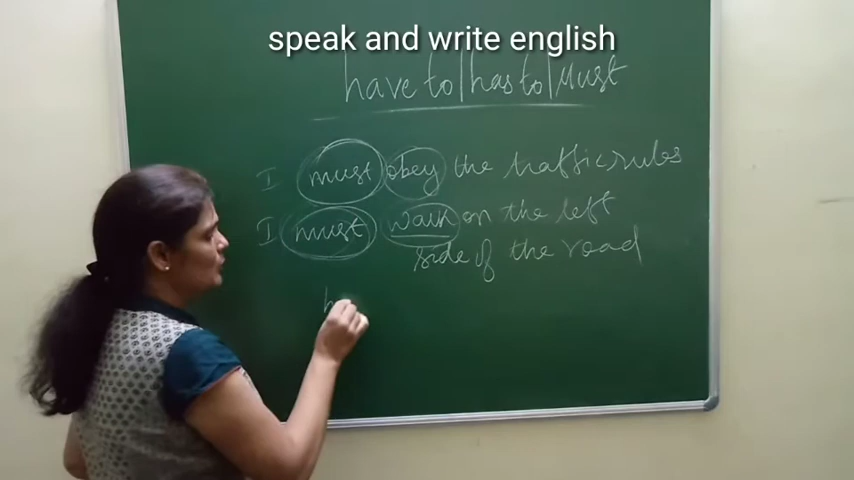 speak and write english
have to/has to/Must
I must obey the traffic rules
I must walk on the left
side of the road
h